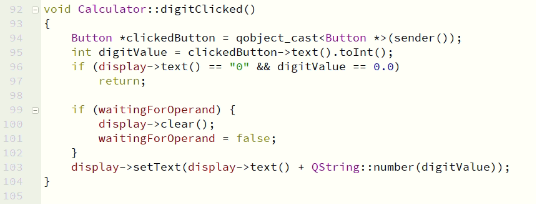 92 void Calculator::digitClicked()
93 {
94     Button *clickedButton = qobject_cast<Button *>(sender());
95     int digitValue = clickedButton->text().toInt();
96     if (display->text() == "0" && digitValue == 0.0)
97         return;
98
99     if (waitingForOperand) {
100         display->clear();
101         waitingForOperand = false;
102     }
103     display->setText(display->text() + QString::number(digitValue));
104 }
105